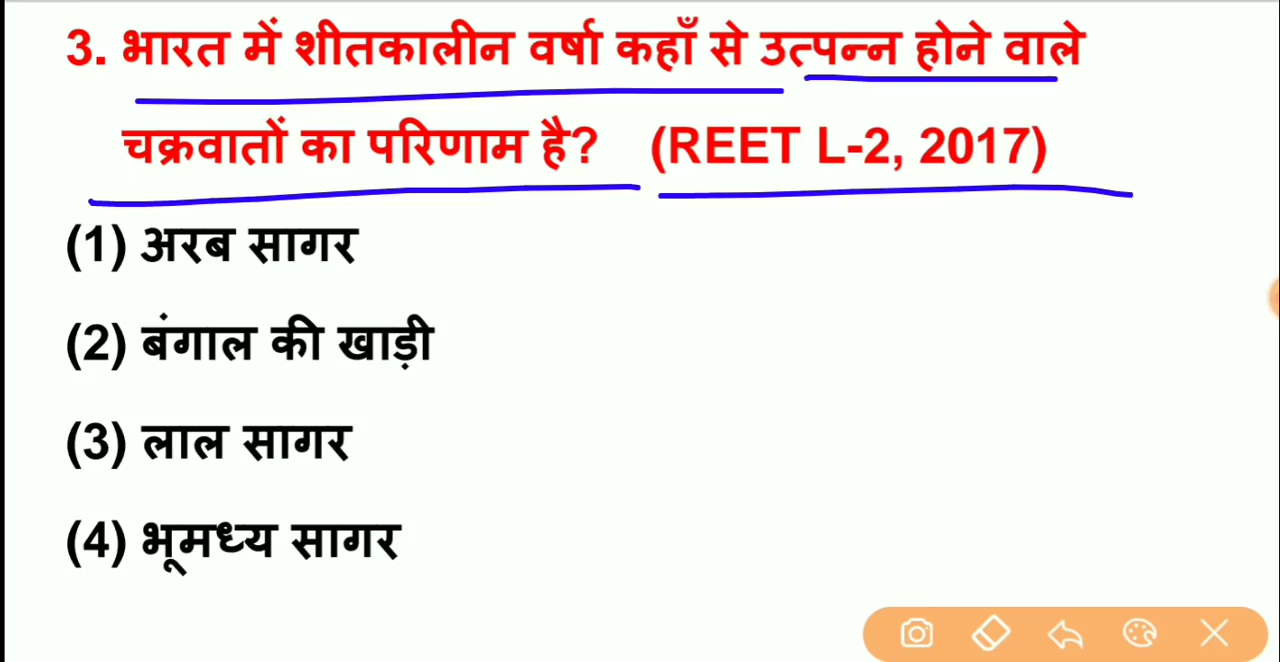 3. भारत में शीतकालीन वर्षा कहाँ से उत्पन्न होने वाले
चक्रवातों का परिणाम है? (REET L-2, 2017)
(1) अरब सागर
(2) बंगाल की खाड़ी
(3) लाल सागर
(4) भूमध्य सागर